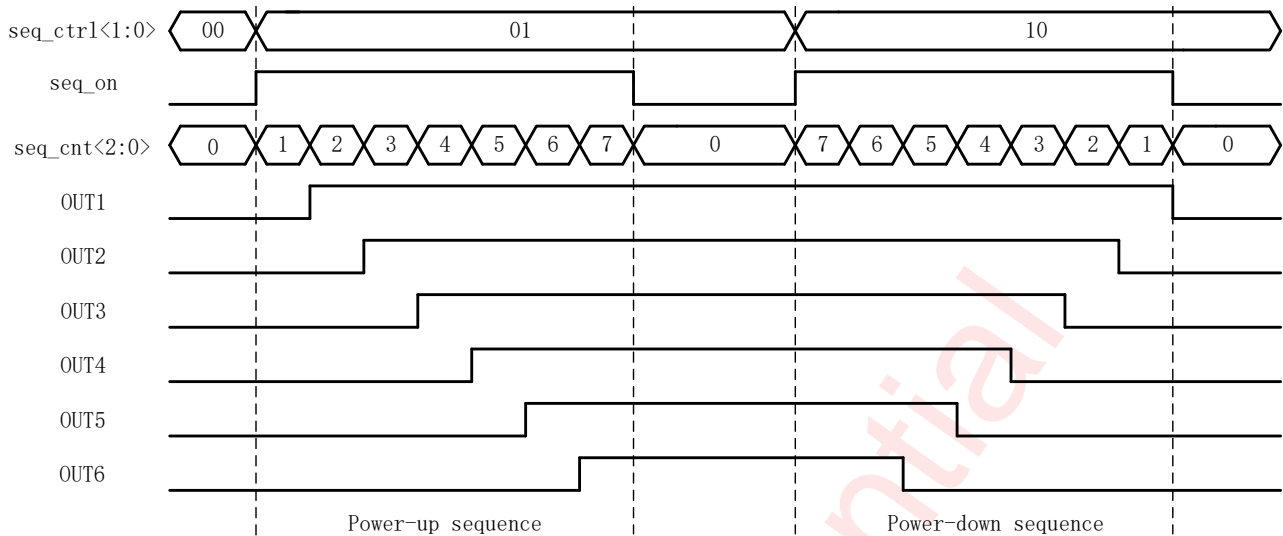 seq_ctrl<1:0> 00 01 10
seq_on
seq_cnt<2:0> 0 1 2 3 4 5 6 7 0 7 6 5 4 3 2 1 0
OUT1
OUT2
OUT3
OUT4
OUT5
OUT6
Power-up sequence Power-down sequence